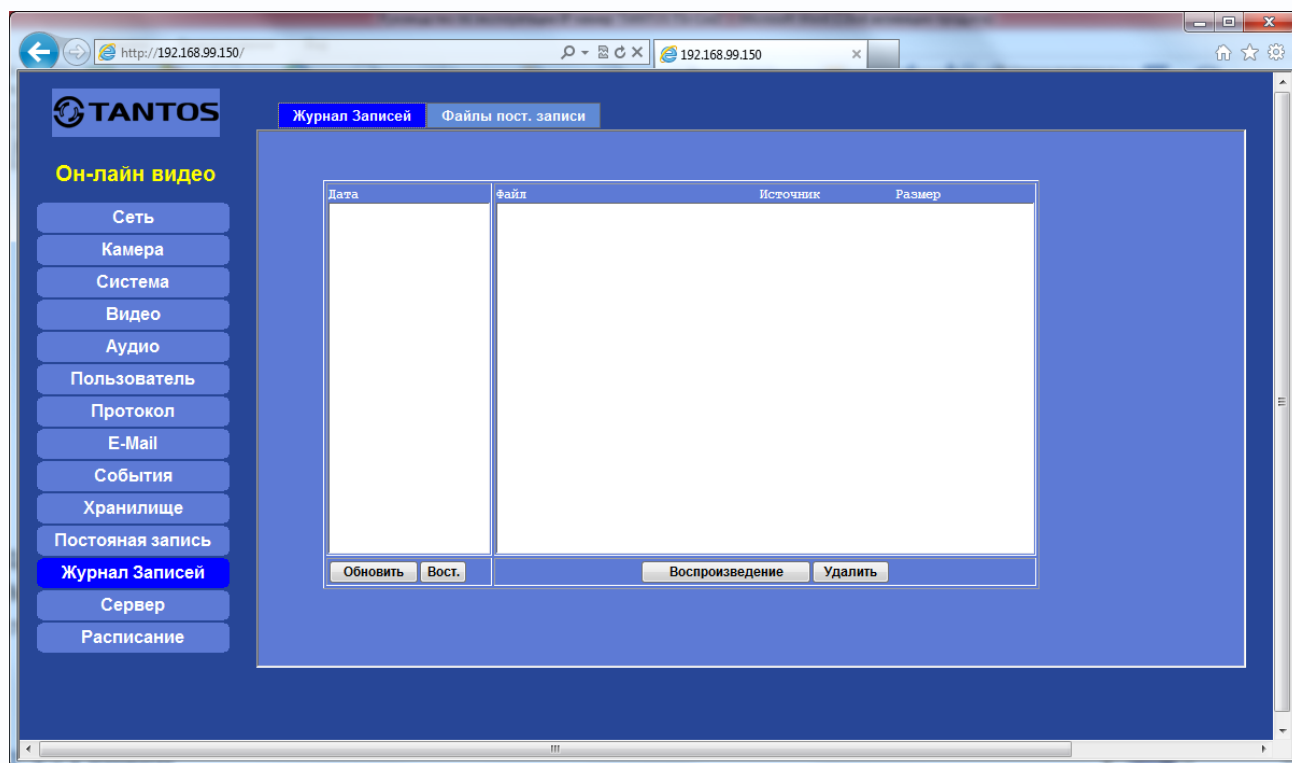 http://192.168.99.150/
192.168.99.150
TANTOS
Журнал Записей
Файлы пост. записи
Он-лайн видео
Сеть
Камера
Система
Видео
Аудио
Пользователь
Протокол
E-Mail
События
Хранилище
Постояная запись
Журнал Записей
Сервер
Расписание
Дата
Файл Источник Размер
Обновить Вост.
Воспроизведение Удалить